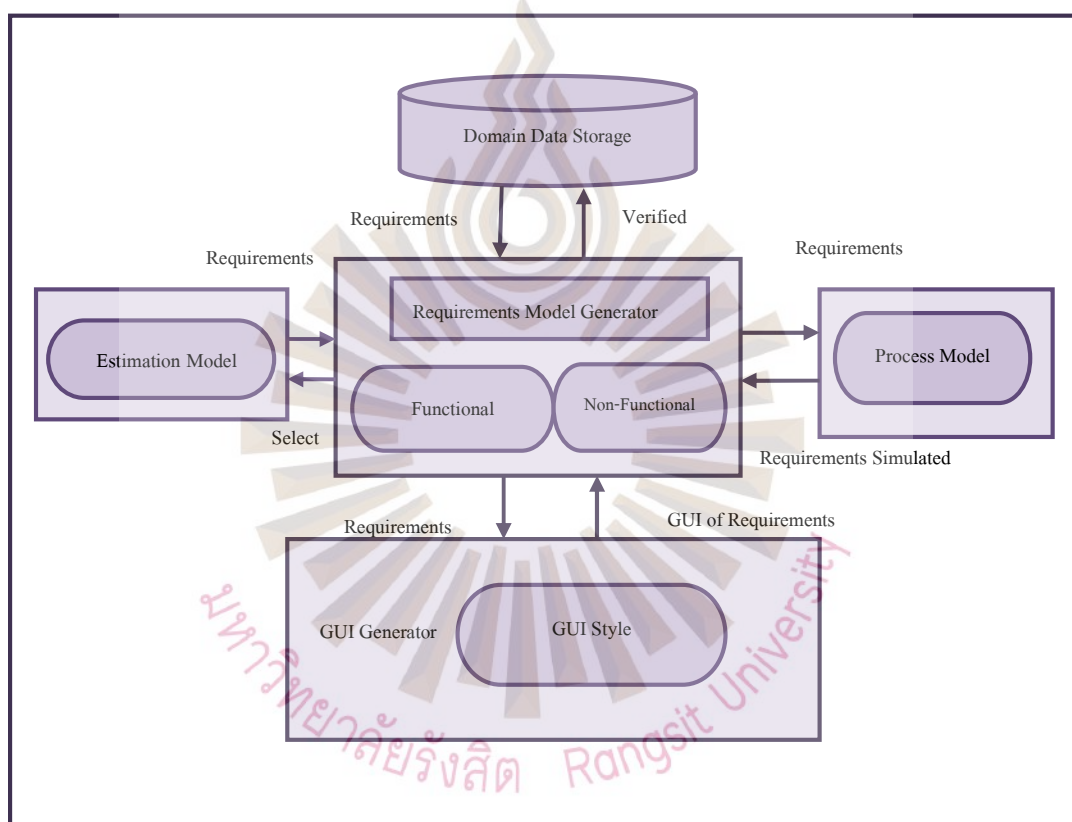 Domain Data Storage
Requirements
Verified
Requirements
Requirements
Requirements Model Generator
Estimation Model
Process Model
Functional
Non-Functional
Select
Requirements Simulated
Requirements
GUI of Requirements
GUI Generator
GUI Style
มหาวิทยาลัยรังสิต Rangsit University